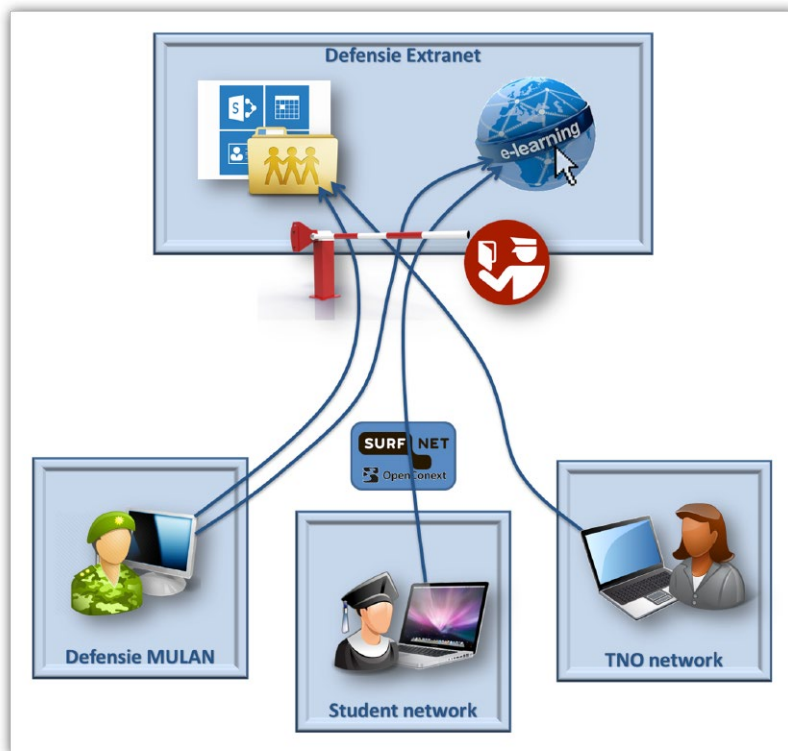 Defensie Extranet
S
e-learning
SURF NET
OpenConext
Defensie MULAN
Student network
TNO network